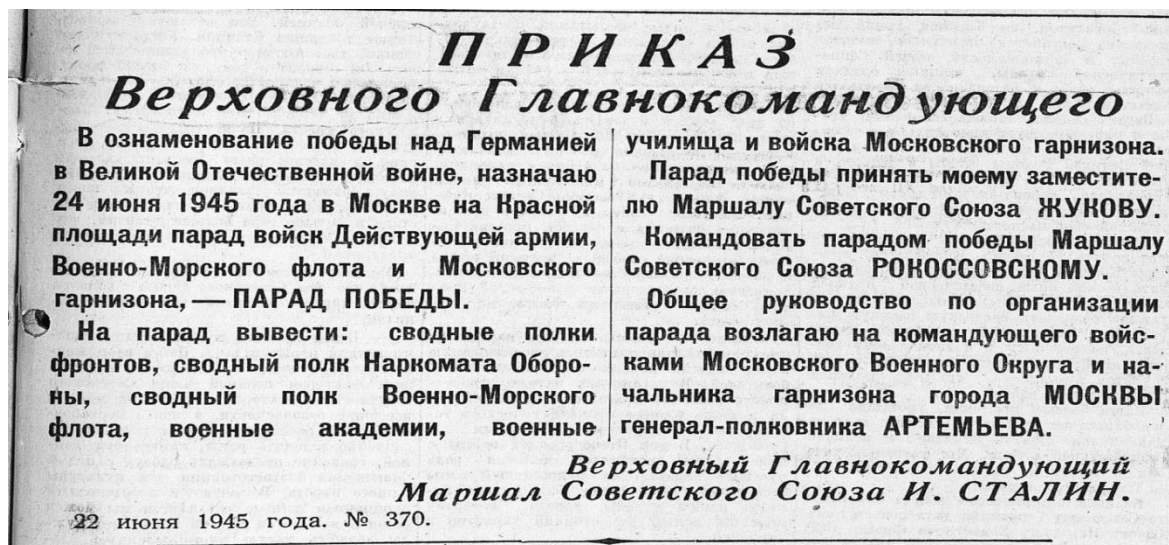 ПРИКАЗ
Верховного Главнокомандующего
В ознаменование победы над Германией
в Великой Отечественной войне, назначаю
24 июня 1945 года в Москве на Красной
площади парад войск Действующей армии,
Военно-Морского флота и Московского
гарнизона, — ПАРАД ПОБЕДЫ.
На парад вывести: сводные полки
фронтов, сводный полк Наркомата Оборо-
ны, сводный полк Военно-Морского
флота, военные академии, военные
училища и войска Московского гарнизона.
Парад победы принять моему заместите-
лю Маршалу Советского Союза ЖУКОВУ.
Командовать парадом победы Маршалу
Советского Союза РОКОССОВСКОМУ.
Общее руководство по организации
парада возлагаю на командующего войс-
ками Московского Военного Округа и на-
чальника гарнизона города МОСКВЫ
генерал-полковника АРТЕМЬЕВА.
Верховный Главнокомандующий
Маршал Советского Союза И. СТАЛИН.
22 июня 1945 года. № 370.